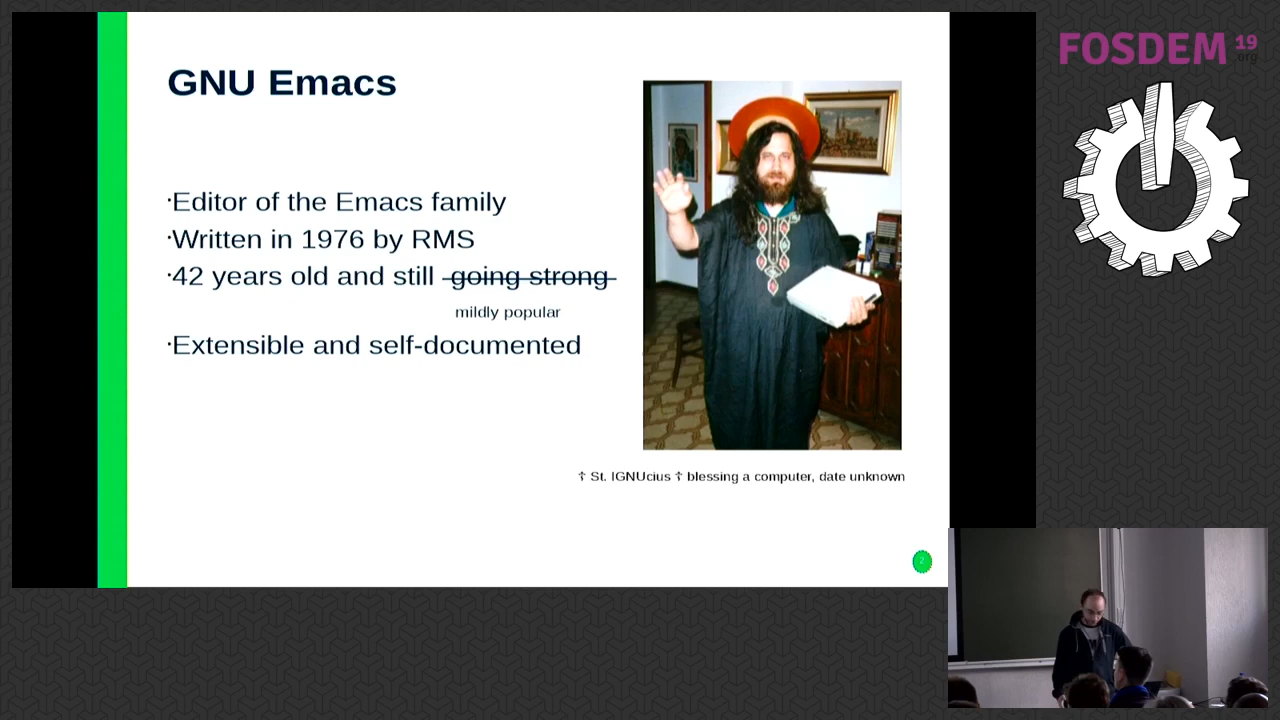 GNU Emacs
·Editor of the Emacs family
·Written in 1976 by RMS
·42 years old and still going strong
mildly popular
·Extensible and self-documented
☥ St. IGNUcius ☥ blessing a computer, date unknown
2
FOSDEM 19
.org